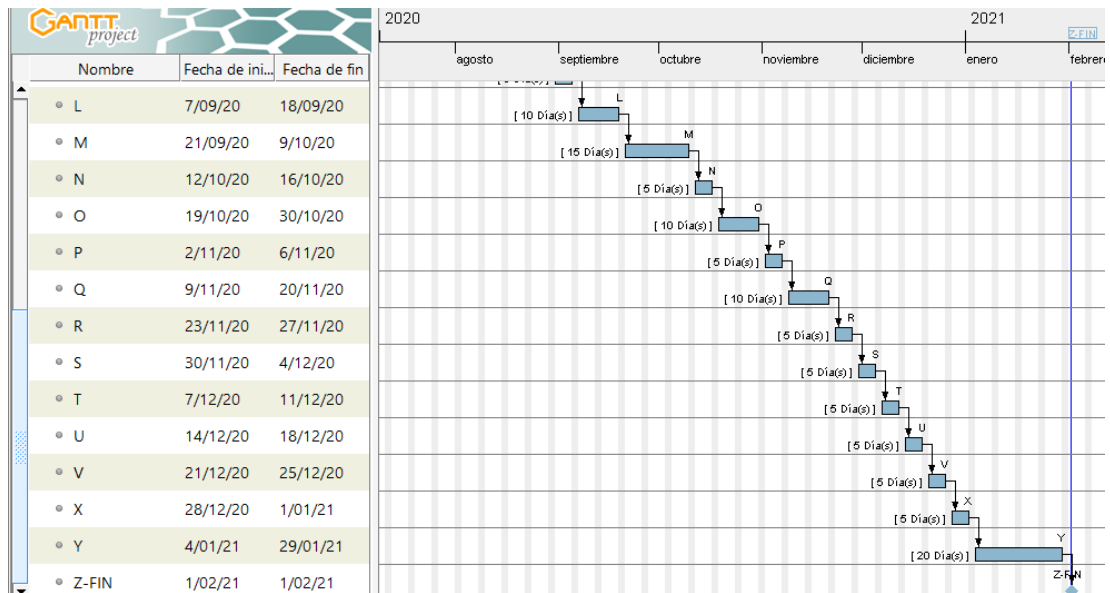 GANTT project
2020 2021
Z-FIN
Nombre Fecha de ini... Fecha de fin
agosto septiembre octubre noviembre diciembre enero febrero
L 7/09/20 18/09/20 [ 10 Día(s) ] L
M 21/09/20 9/10/20 [ 15 Día(s) ] M
N 12/10/20 16/10/20 [ 5 Día(s) ] N
O 19/10/20 30/10/20 [ 10 Día(s) ] O
P 2/11/20 6/11/20 [ 5 Día(s) ] P
Q 9/11/20 20/11/20 [ 10 Día(s) ] Q
R 23/11/20 27/11/20 [ 5 Día(s) ] R
S 30/11/20 4/12/20 [ 5 Día(s) ] S
T 7/12/20 11/12/20 [ 5 Día(s) ] T
U 14/12/20 18/12/20 [ 5 Día(s) ] U
V 21/12/20 25/12/20 [ 5 Día(s) ] V
X 28/12/20 1/01/21 [ 5 Día(s) ] X
Y 4/01/21 29/01/21 [ 20 Día(s) ] Y
Z-FIN 1/02/21 1/02/21 Z-FIN